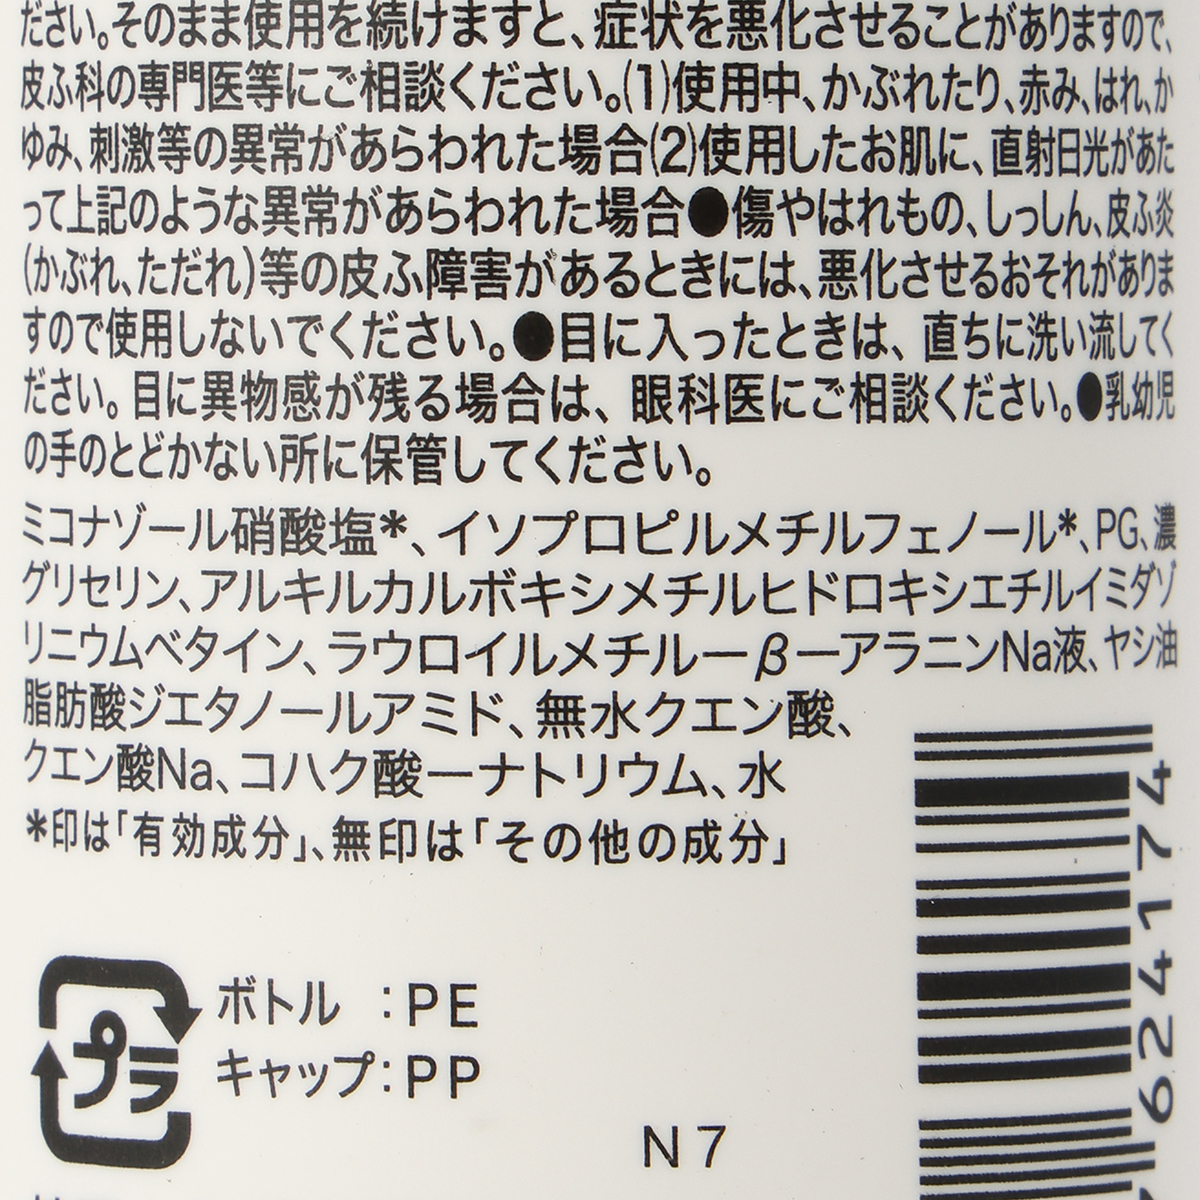 ださい。そのまま使用を続けますと、症状を悪化させることがありますので、
皮ふ科の専門医等にご相談ください。(1)使用中、かぶれたり、赤み、はれ、か
ゆみ、刺激等の異常があらわれた場合(2)使用したお肌に、直射日光があた
って上記のような異常があらわれた場合●傷やはれもの、しっしん、皮ふ炎
(かぶれ、ただれ)等の皮ふ障害があるときには、悪化させるおそれがありま
すので使用しないでください。●目に入ったときは、直ちに洗い流してく
ださい。目に異物感が残る場合は、眼科医にご相談ください。●乳幼児
の手のとどかない所に保管してください。
ミコナゾール硝酸塩*、イソプロピルメチルフェノール*、PG、濃
グリセリン、アルキルカルボキシメチルヒドロキシエチルイミダゾ
リニウムベタイン、ラウロイルメチルーβーアラニンNa液、ヤシ油
脂肪酸ジエタノールアミド、無水クエン酸、
クエン酸Na、コハク酸一ナトリウム、水
*印は「有効成分」、無印は「その他の成分」
プラ
ボトル :PE
キャップ:PP
N7
624174